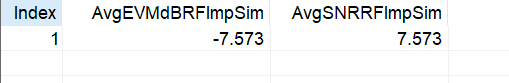 Index AvgEVMdBRFImpSim AvgSNRRFImpSim
1 -7.573 7.573